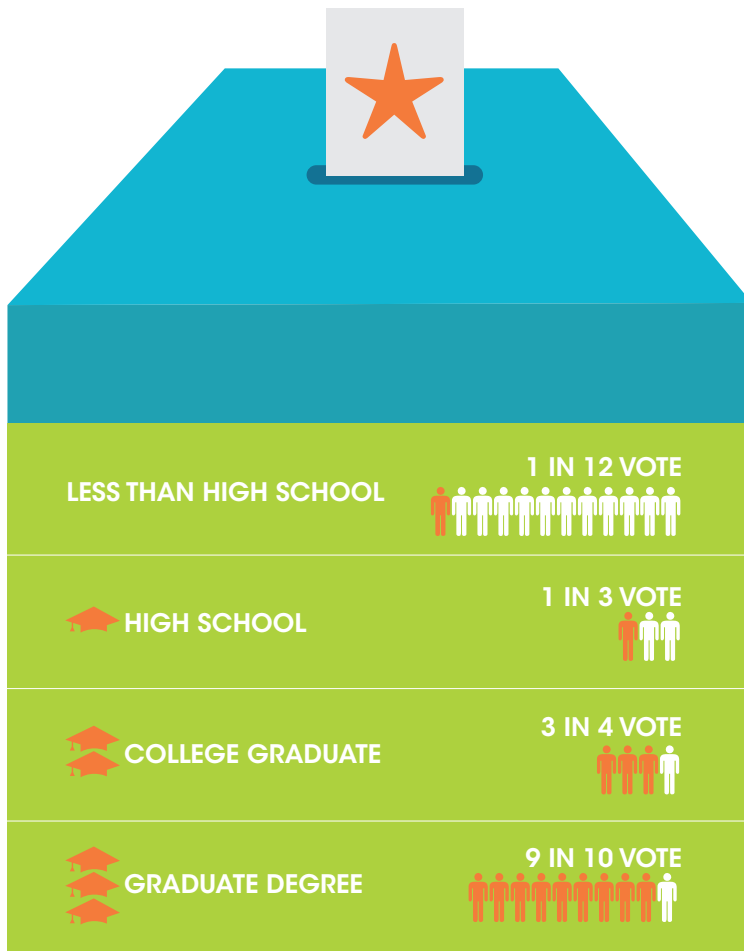 1 IN 12 VOTE
LESS THAN HIGH SCHOOL
1 IN 3 VOTE
HIGH SCHOOL
3 IN 4 VOTE
COLLEGE GRADUATE
9 IN 10 VOTE
GRADUATE DEGREE